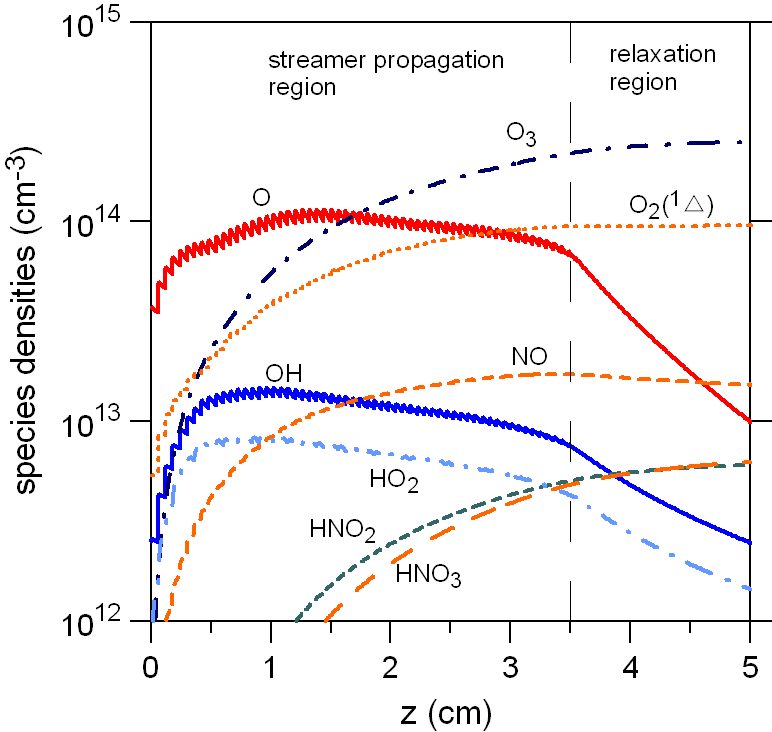 10^15
streamer propagation
region
relaxation
region
O3
O
O2(1△)
10^14
species densities (cm-3)
NO
OH
10^13
HO2
HNO2
HNO3
10^12
0 1 2 3 4 5
z (cm)